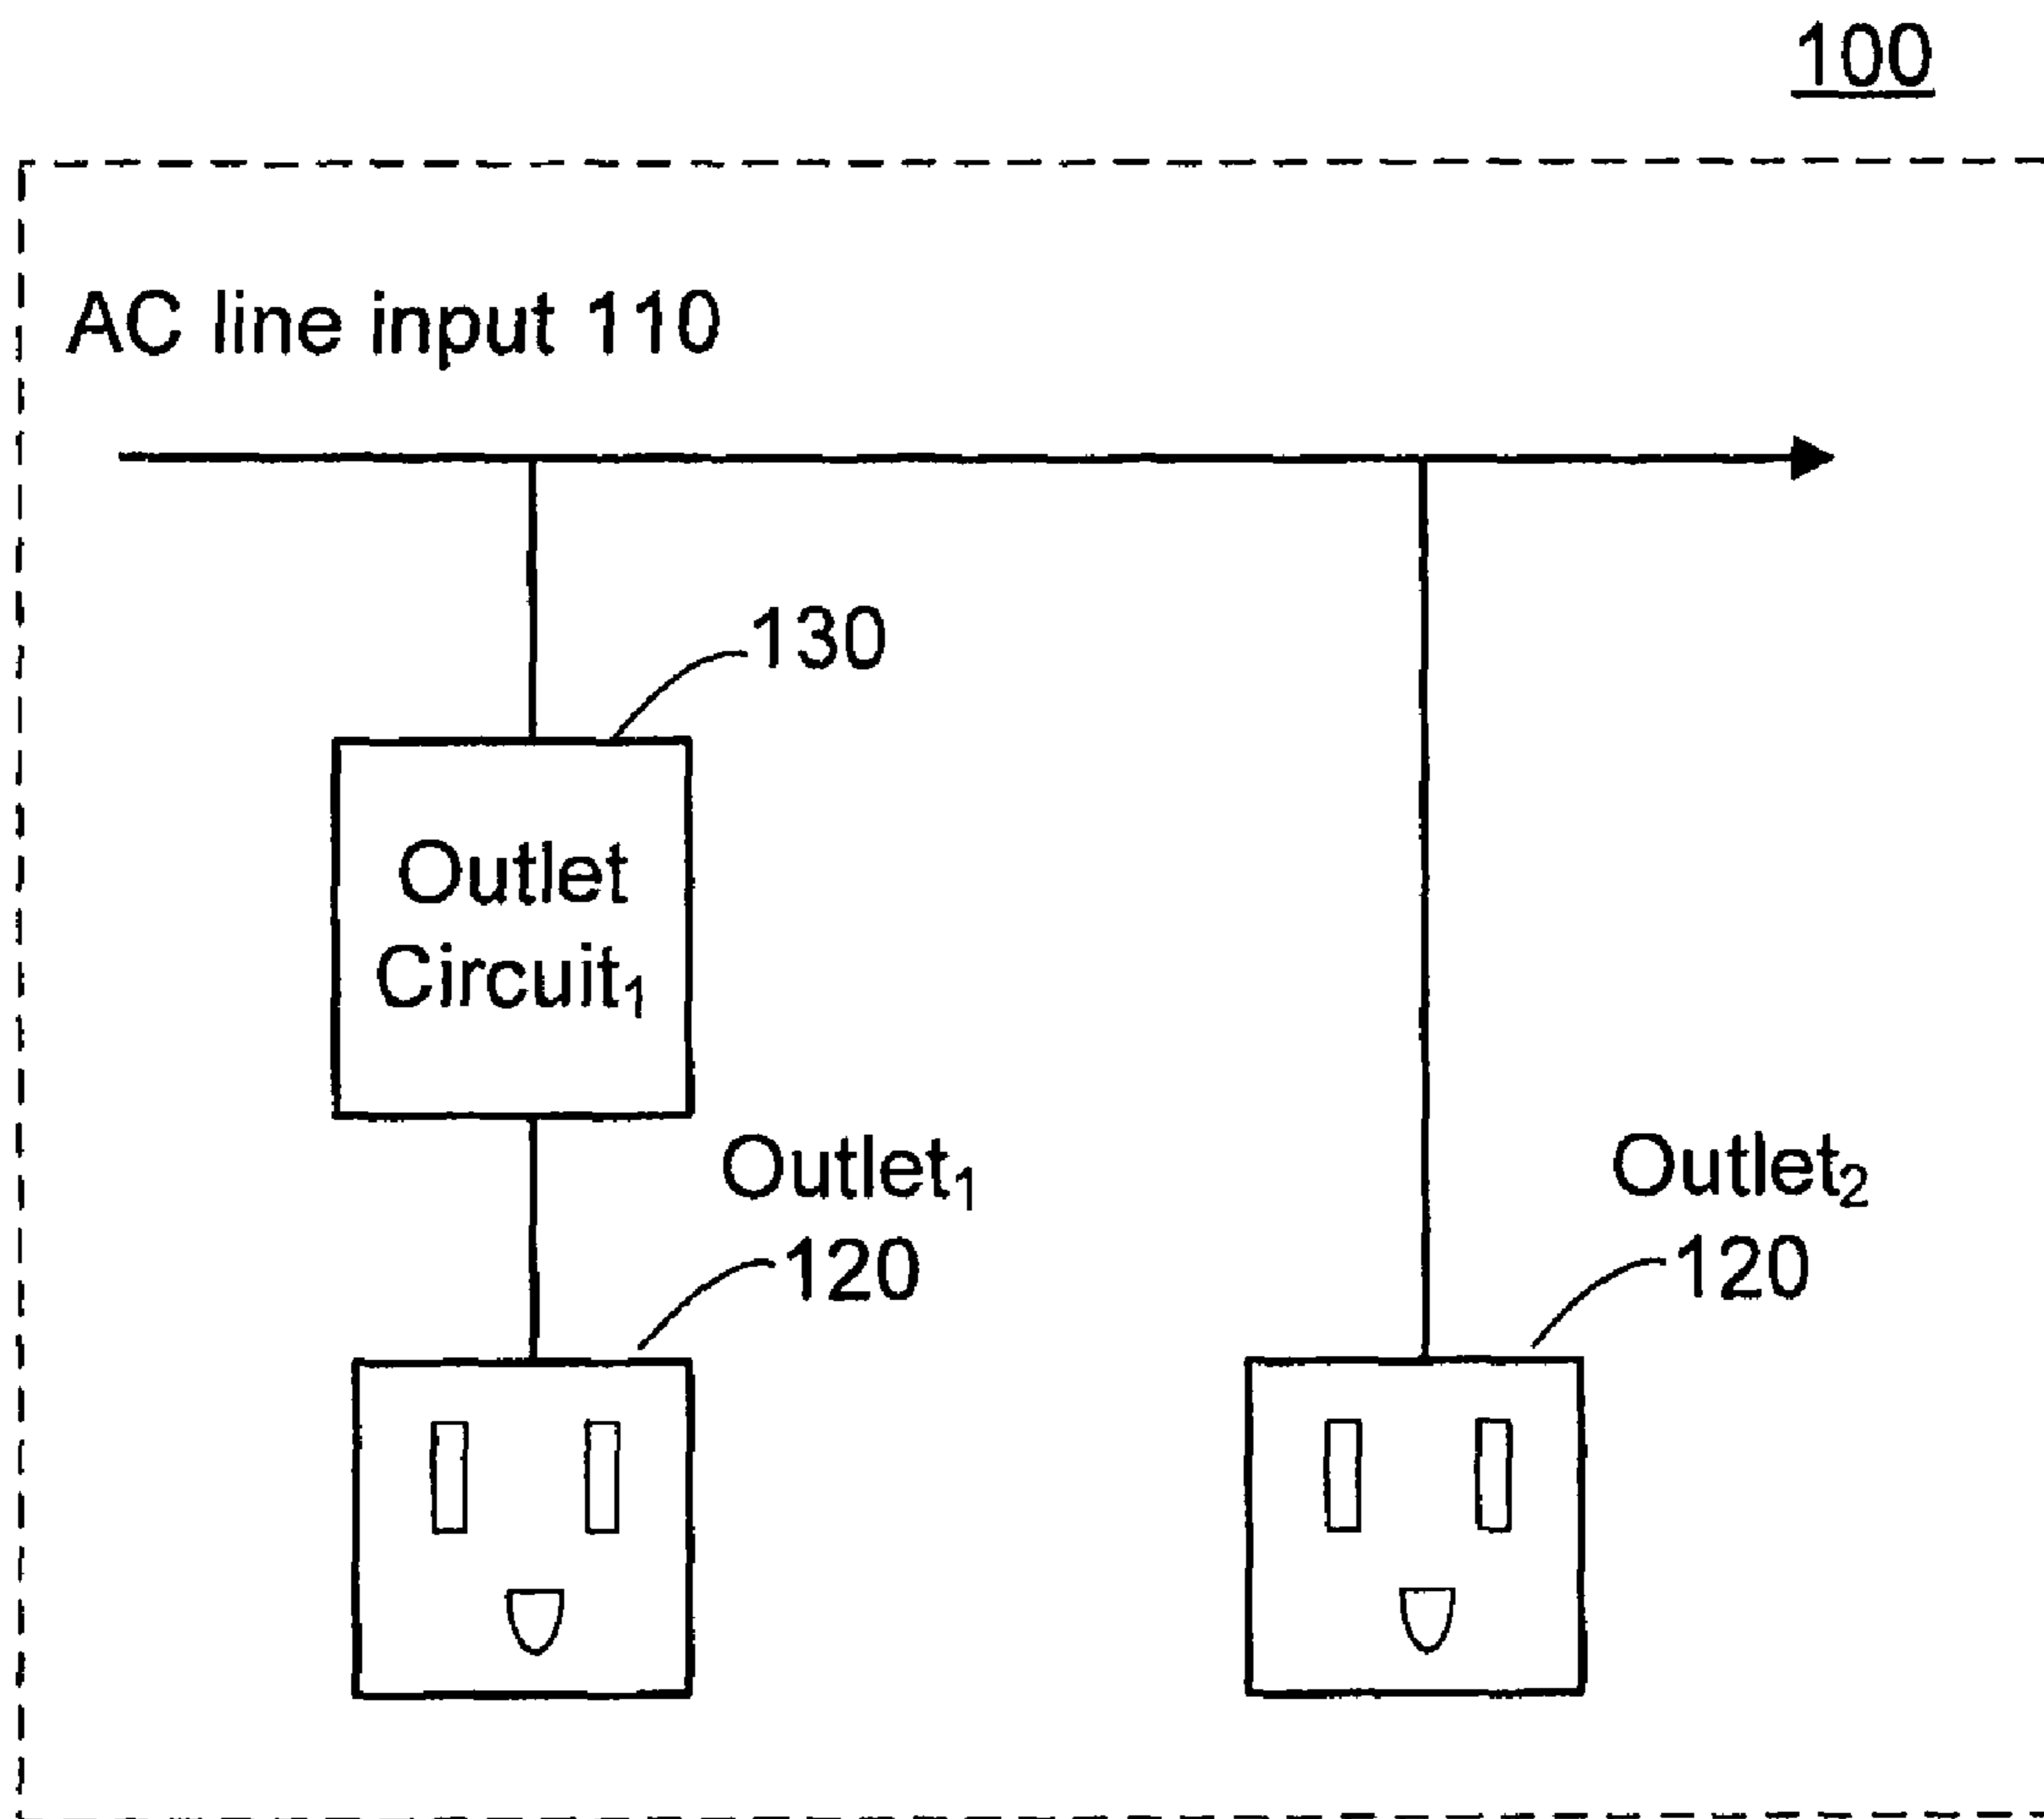 100
AC line input 110
130
Outlet
Circuit₁
Outlet₁
120
Outlet₂
120